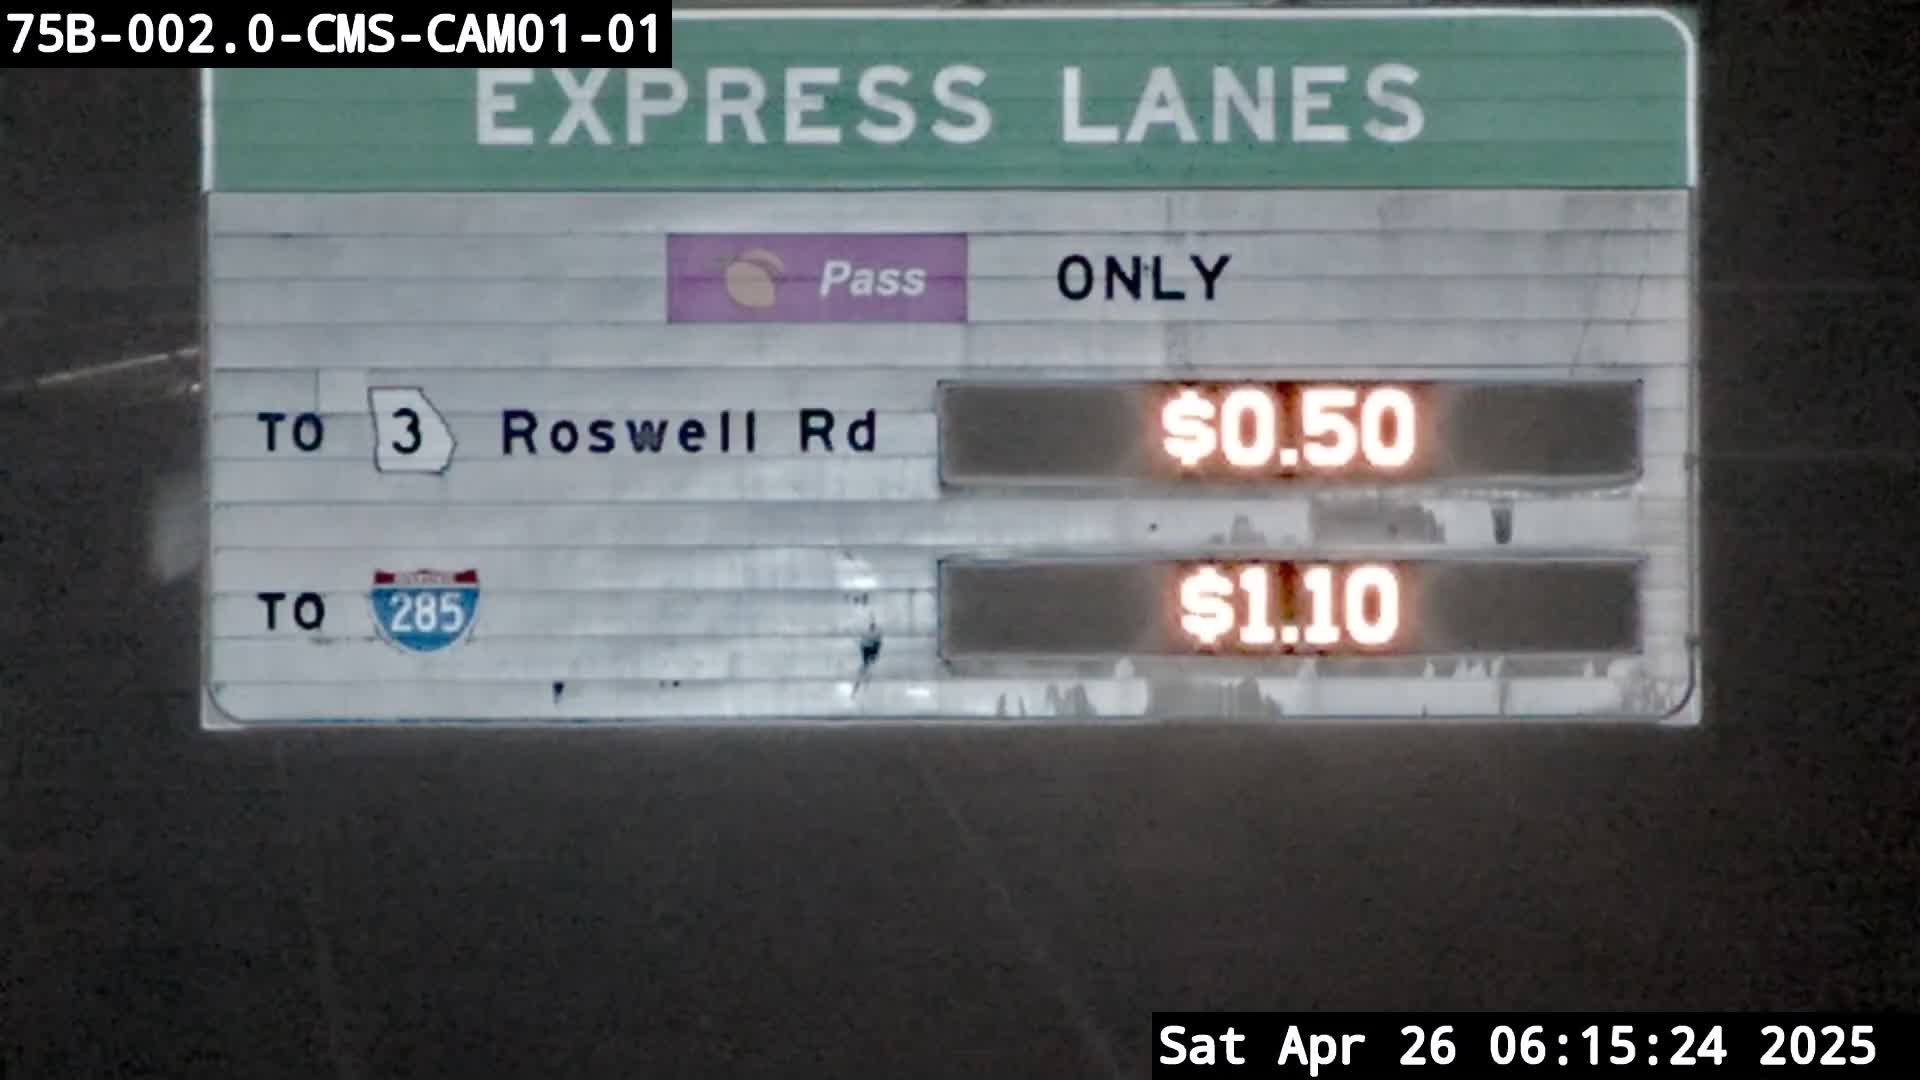 75B-002.0-CMS-CAM01-01
EXPRESS LANES
Pass ONLY
TO 3 Roswell Rd $0.50
TO 285 $1.10
Sat Apr 26 06:15:24 2025